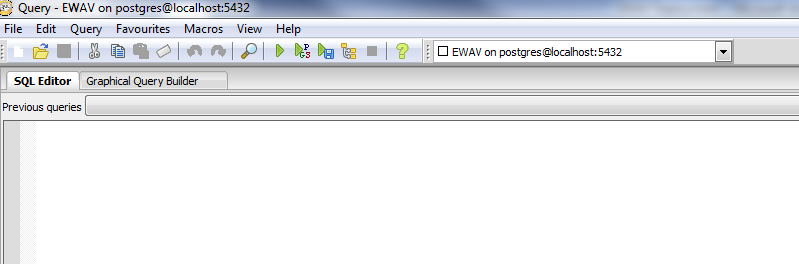 Query - EWAV on postgres@localhost:5432
File Edit Query Favourites Macros View Help
EWAV on postgres@localhost:5432
SQL Editor Graphical Query Builder
Previous queries